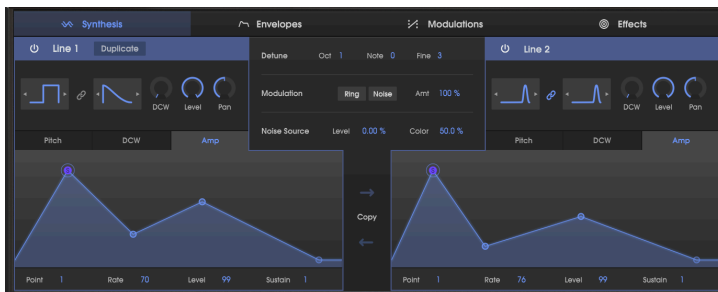 Synthesis Envelopes Modulations Effects
Line 1 Duplicate
Detune Oct 1 Note 0 Fine 3
Line 2
Modulation Ring Noise Amt 100 %
DCW Level Pan
DCW Level Pan
Noise Source Level 0.00 % Color 50.0 %
Pitch DCW Amp
Pitch DCW Amp
Copy
Point 1 Rate 70 Level 99 Sustain 1
Point 1 Rate 76 Level 99 Sustain 1